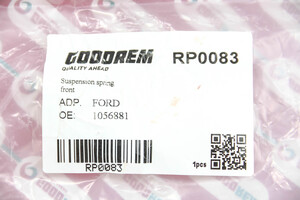 GOODREM
QUALITY AHEAD
RP0083
Suspension spring
front
ADP. FORD
OE: 1056881
RP0083
1pcs